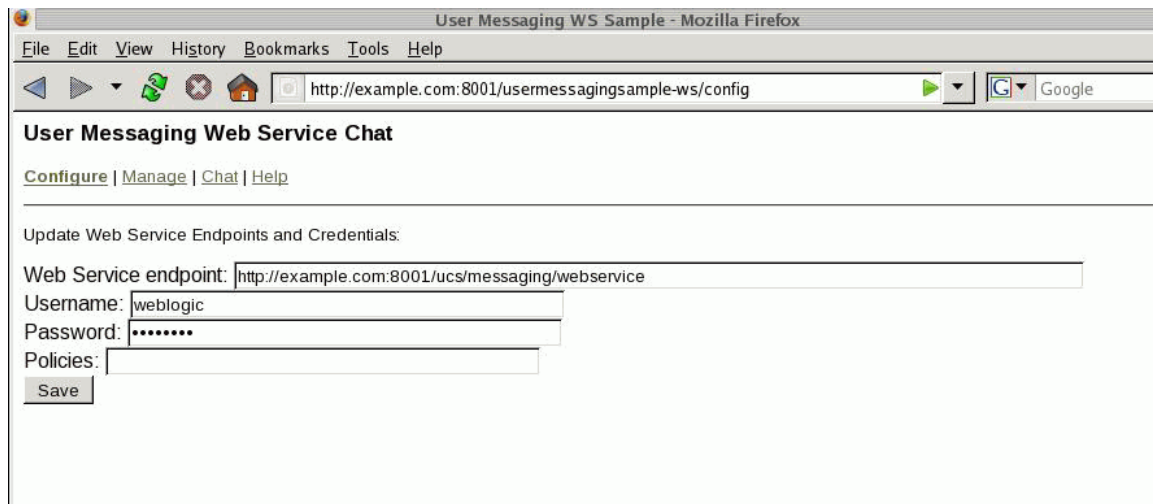 User Messaging WS Sample - Mozilla Firefox
File Edit View History Bookmarks Tools Help
http://example.com:8001/usermessagingsample-ws/config G Google
User Messaging Web Service Chat
Configure | Manage | Chat | Help
Update Web Service Endpoints and Credentials:
Web Service endpoint: http://example.com:8001/ucs/messaging/webservice
Username: weblogic
Password: ••••••••
Policies:
Save